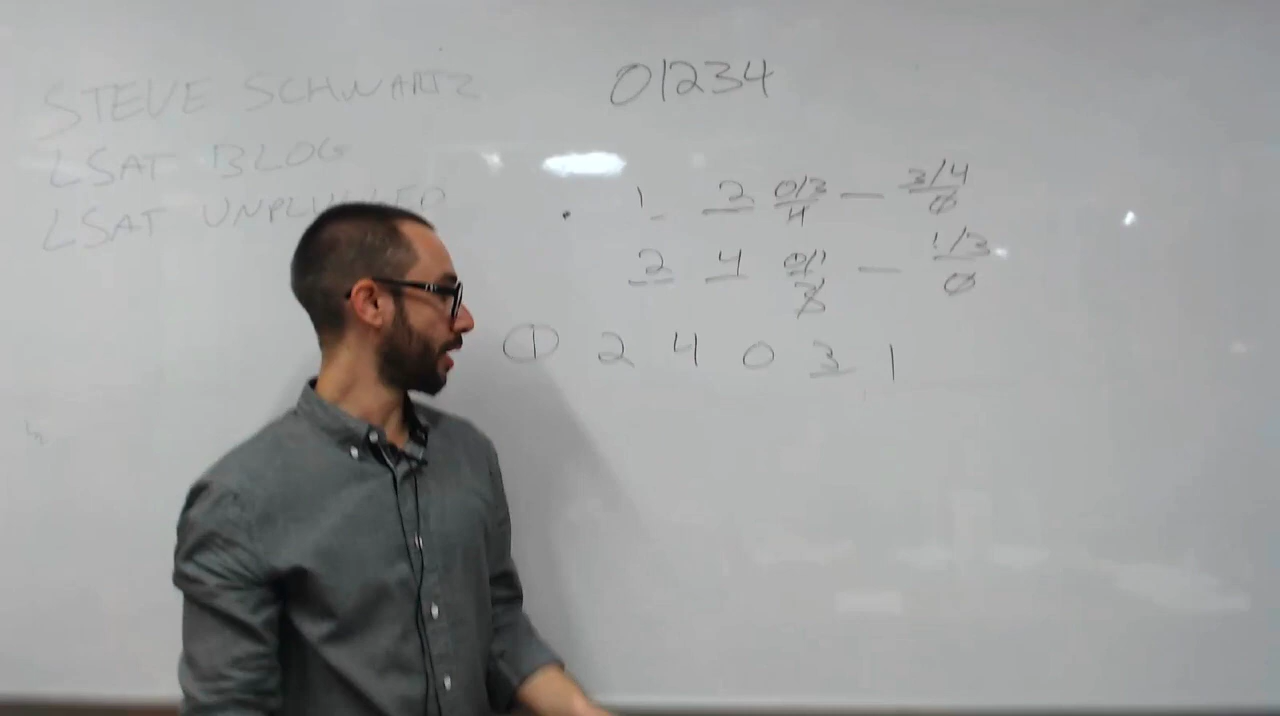 STEVE SCHWARTZ
LSAT BLOG
LSAT UNPLUGGED
01234
1 2 0/3 — 3/4
4 0
2 4 0/1 — 1/3
2 0
① 2 4 0 3 1